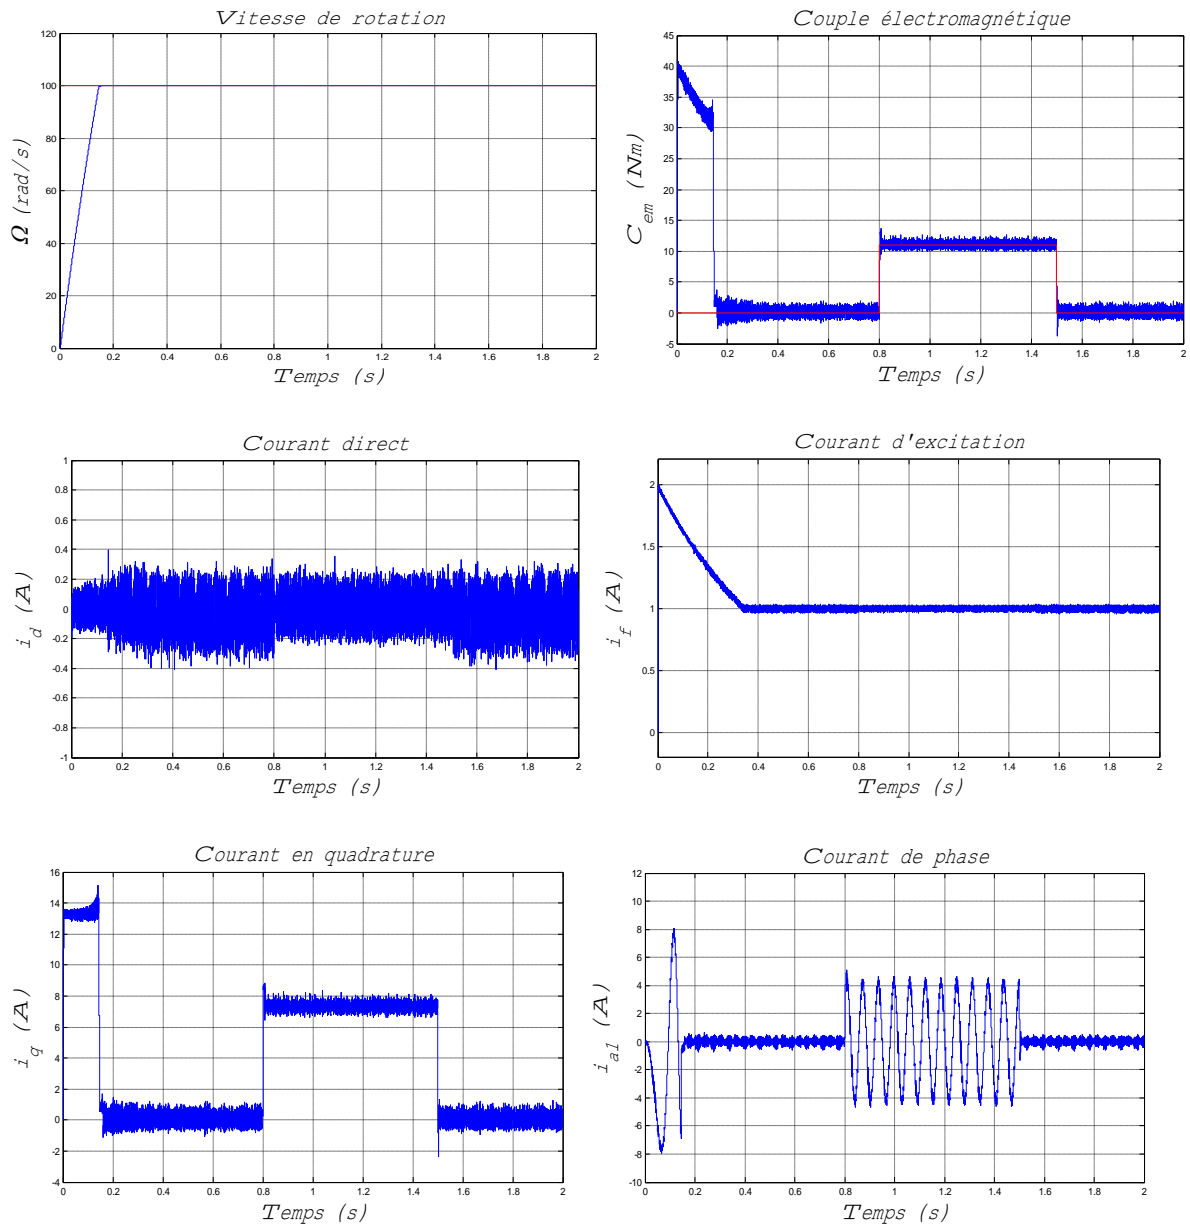 Vitesse de rotation
120
100
80
60
40
20
0
Ω (rad/s)
0 0.2 0.4 0.6 0.8 1 1.2 1.4 1.6 1.8 2
Temps (s)
Couple électromagnétique
45
40
35
30
25
20
15
10
5
0
-5
C em (Nm)
0 0.2 0.4 0.6 0.8 1 1.2 1.4 1.6 1.8 2
Temps (s)
Courant direct
1
0.8
0.6
0.4
0.2
0
-0.2
-0.4
-0.6
-0.8
-1
i d (A)
0 0.2 0.4 0.6 0.8 1 1.2 1.4 1.6 1.8 2
Temps (s)
Courant d'excitation
2
1.5
1
0.5
0
i f (A)
0 0.2 0.4 0.6 0.8 1 1.2 1.4 1.6 1.8 2
Temps (s)
Courant en quadrature
16
14
12
10
8
6
4
2
0
-2
-4
i q (A)
0 0.2 0.4 0.6 0.8 1 1.2 1.4 1.6 1.8 2
Temps (s)
Courant de phase
12
10
8
6
4
2
0
-2
-4
-6
-8
-10
i a1 (A)
0 0.2 0.4 0.6 0.8 1 1.2 1.4 1.6 1.8 2
Temps (s)